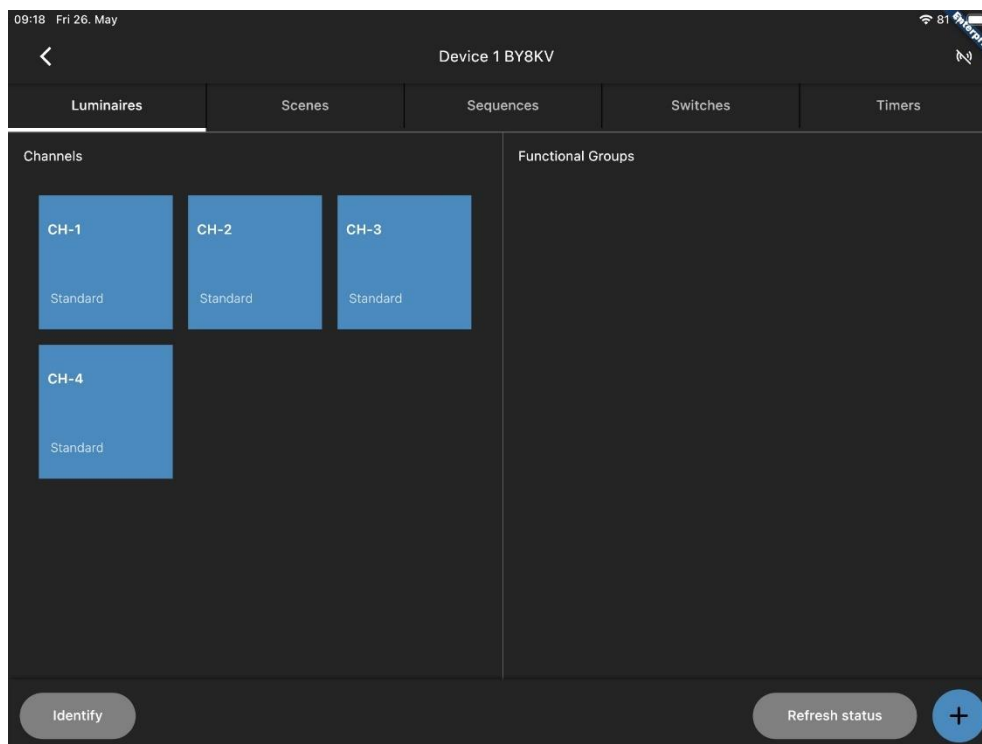 09:18 Fri 26. May
81
Device 1 BY8KV
Luminaires
Scenes
Sequences
Switches
Timers
Channels
Functional Groups
CH-1
Standard
CH-2
Standard
CH-3
Standard
CH-4
Standard
Identify
Refresh status
+